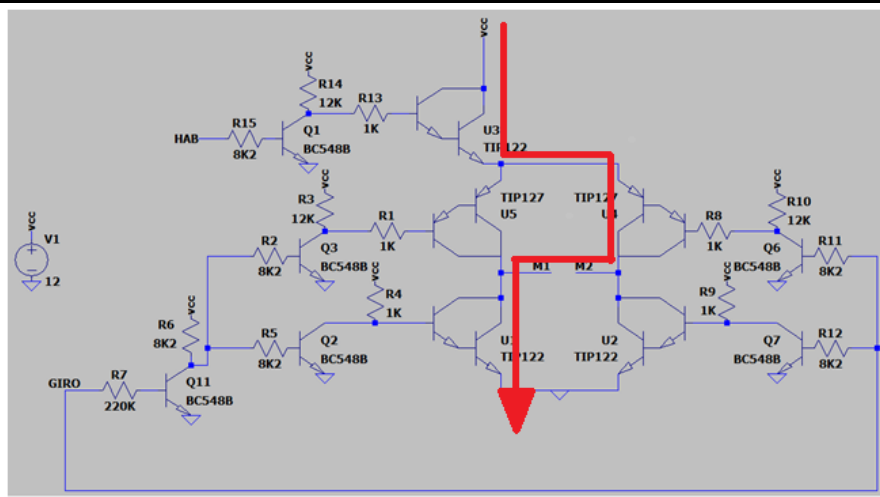 vcc
vcc
R14
12K
R13
1K
R15
HAB
8K2
Q1
BC548B
U3
TIP122
vcc
R3
12K
R1
1K
TIP127
U5
TIP127
U4
vcc
R10
12K
R8
1K
vcc
V1
12
R2
8K2
Q3
BC548B
M1
M2
Q6
BC548B
R11
8K2
vcc
R4
1K
vcc
R9
1K
vcc
R6
8K2
R5
8K2
Q2
BC548B
U1
TIP122
U2
TIP122
Q7
BC548B
R12
8K2
GIRO
R7
220K
Q11
BC548B